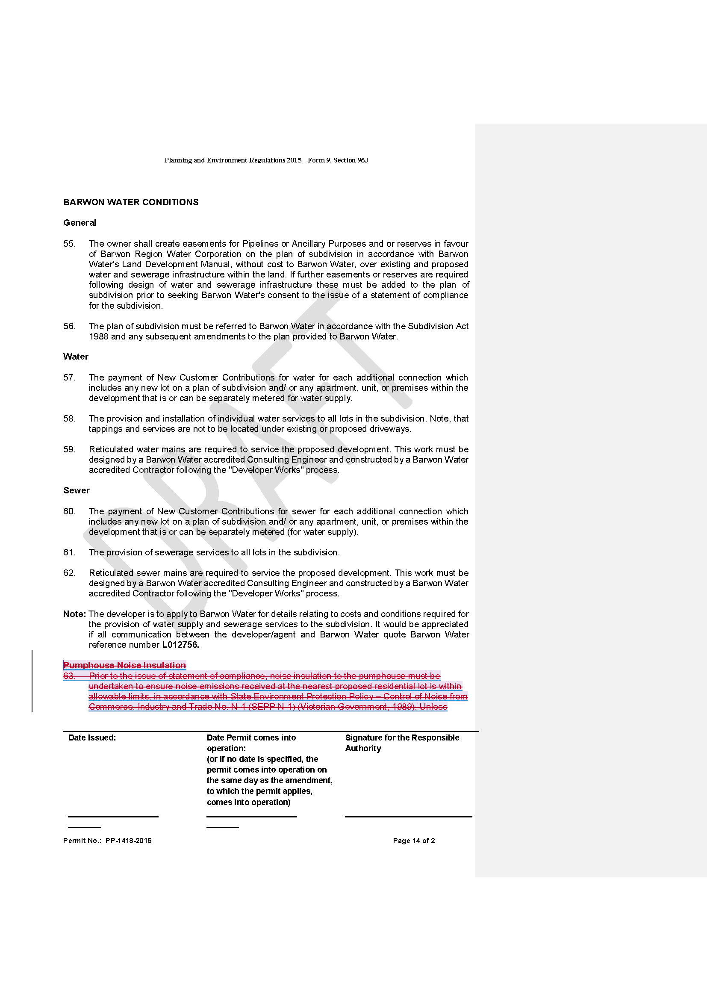 Planning and Environment Regulations 2015 - Form 9. Section 96J
BARWON WATER CONDITIONS
General
55. The owner shall create easements for Pipelines or Ancillary Purposes and or reserves in favour
of Barwon Region Water Corporation on the plan of subdivision in accordance with Barwon
Water's Land Development Manual, without cost to Barwon Water, over existing and proposed
water and sewerage infrastructure within the land. If further easements or reserves are required
following design of water and sewerage infrastructure these must be added to the plan of
subdivision prior to seeking Barwon Water's consent to the issue of a statement of compliance
for the subdivision.
56. The plan of subdivision must be referred to Barwon Water in accordance with the Subdivision Act
1988 and any subsequent amendments to the plan provided to Barwon Water.
Water
57. The payment of New Customer Contributions for water for each additional connection which
includes any new lot on a plan of subdivision and/ or any apartment, unit, or premises within the
development that is or can be separately metered for water supply.
58. The provision and installation of individual water services to all lots in the subdivision. Note, that
tappings and services are not to be located under existing or proposed driveways.
59. Reticulated water mains are required to service the proposed development. This work must be
designed by a Barwon Water accredited Consulting Engineer and constructed by a Barwon Water
accredited Contractor following the "Developer Works" process.
Sewer
60. The payment of New Customer Contributions for sewer for each additional connection which
includes any new lot on a plan of subdivision and/ or any apartment, unit, or premises within the
development that is or can be separately metered (for water supply).
61. The provision of sewerage services to all lots in the subdivision.
62. Reticulated sewer mains are required to service the proposed development. This work must be
designed by a Barwon Water accredited Consulting Engineer and constructed by a Barwon Water
accredited Contractor following the "Developer Works" process.
Note: The developer is to apply to Barwon Water for details relating to costs and conditions required for
the provision of water supply and sewerage services to the subdivision. It would be appreciated
if all communication between the developer/agent and Barwon Water quote Barwon Water
reference number L012756.
Pumphouse Noise Insulation
63. Prior to the issue of statement of compliance, noise insulation to the pumphouse must be
undertaken to ensure noise emissions received at the nearest proposed residential lot is within
allowable limits, in accordance with State Environment Protection Policy – Control of Noise from
Commerce, Industry and Trade No. N-1 (SEPP N-1) (Victorian Government, 1989). Unless
DRAFT
Date Issued:
Date Permit comes into
operation:
(or if no date is specified, the
permit comes into operation on
the same day as the amendment,
to which the permit applies,
comes into operation)
Signature for the Responsible
Authority
Permit No.: PP-1418-2015
Page 14 of 2